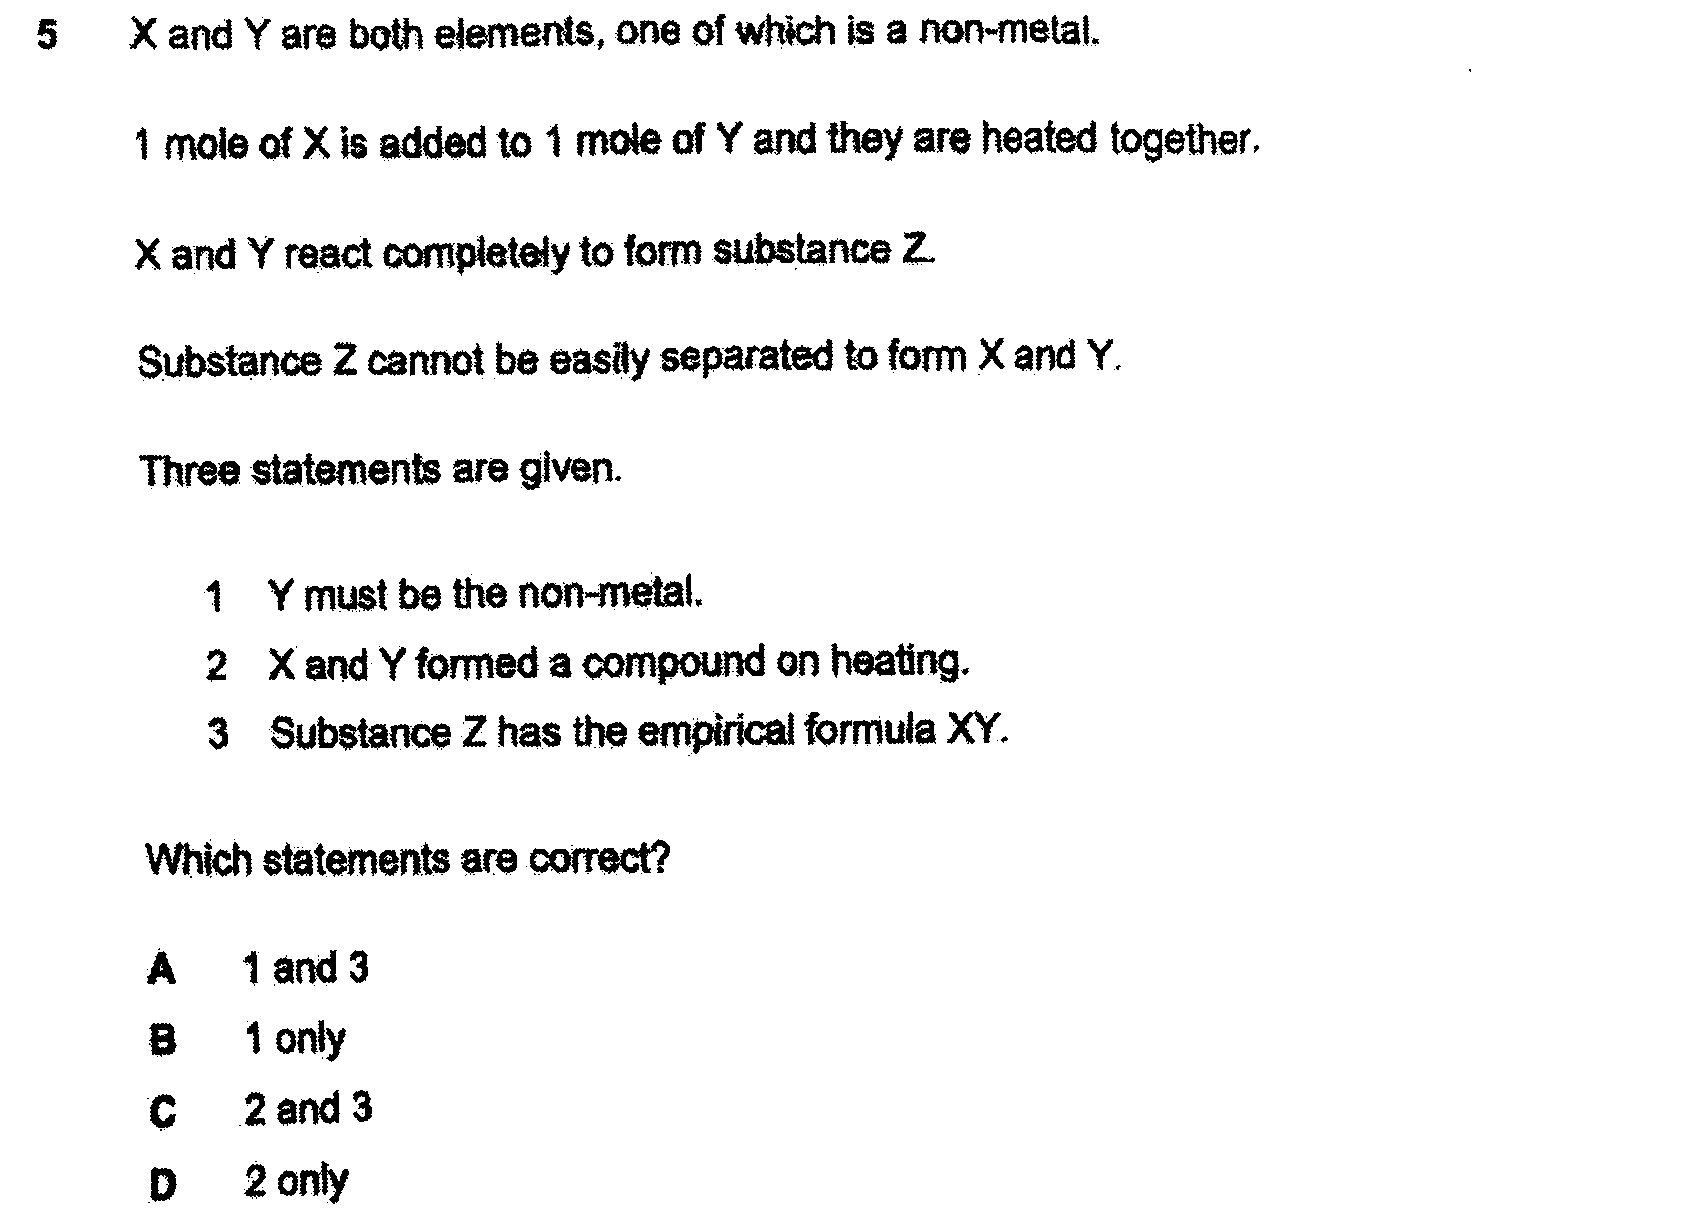 5 X and Y are both elements, one of which is a non-metal.
1 mole of X is added to 1 mole of Y and they are heated together.
X and Y react completely to form substance Z.
Substance Z cannot be easily separated to form X and Y.
Three statements are given.
1 Y must be the non-metal.
2 X and Y formed a compound on heating.
3 Substance Z has the empirical formula XY.
Which statements are correct?
A 1 and 3
B 1 only
C 2 and 3
D 2 only